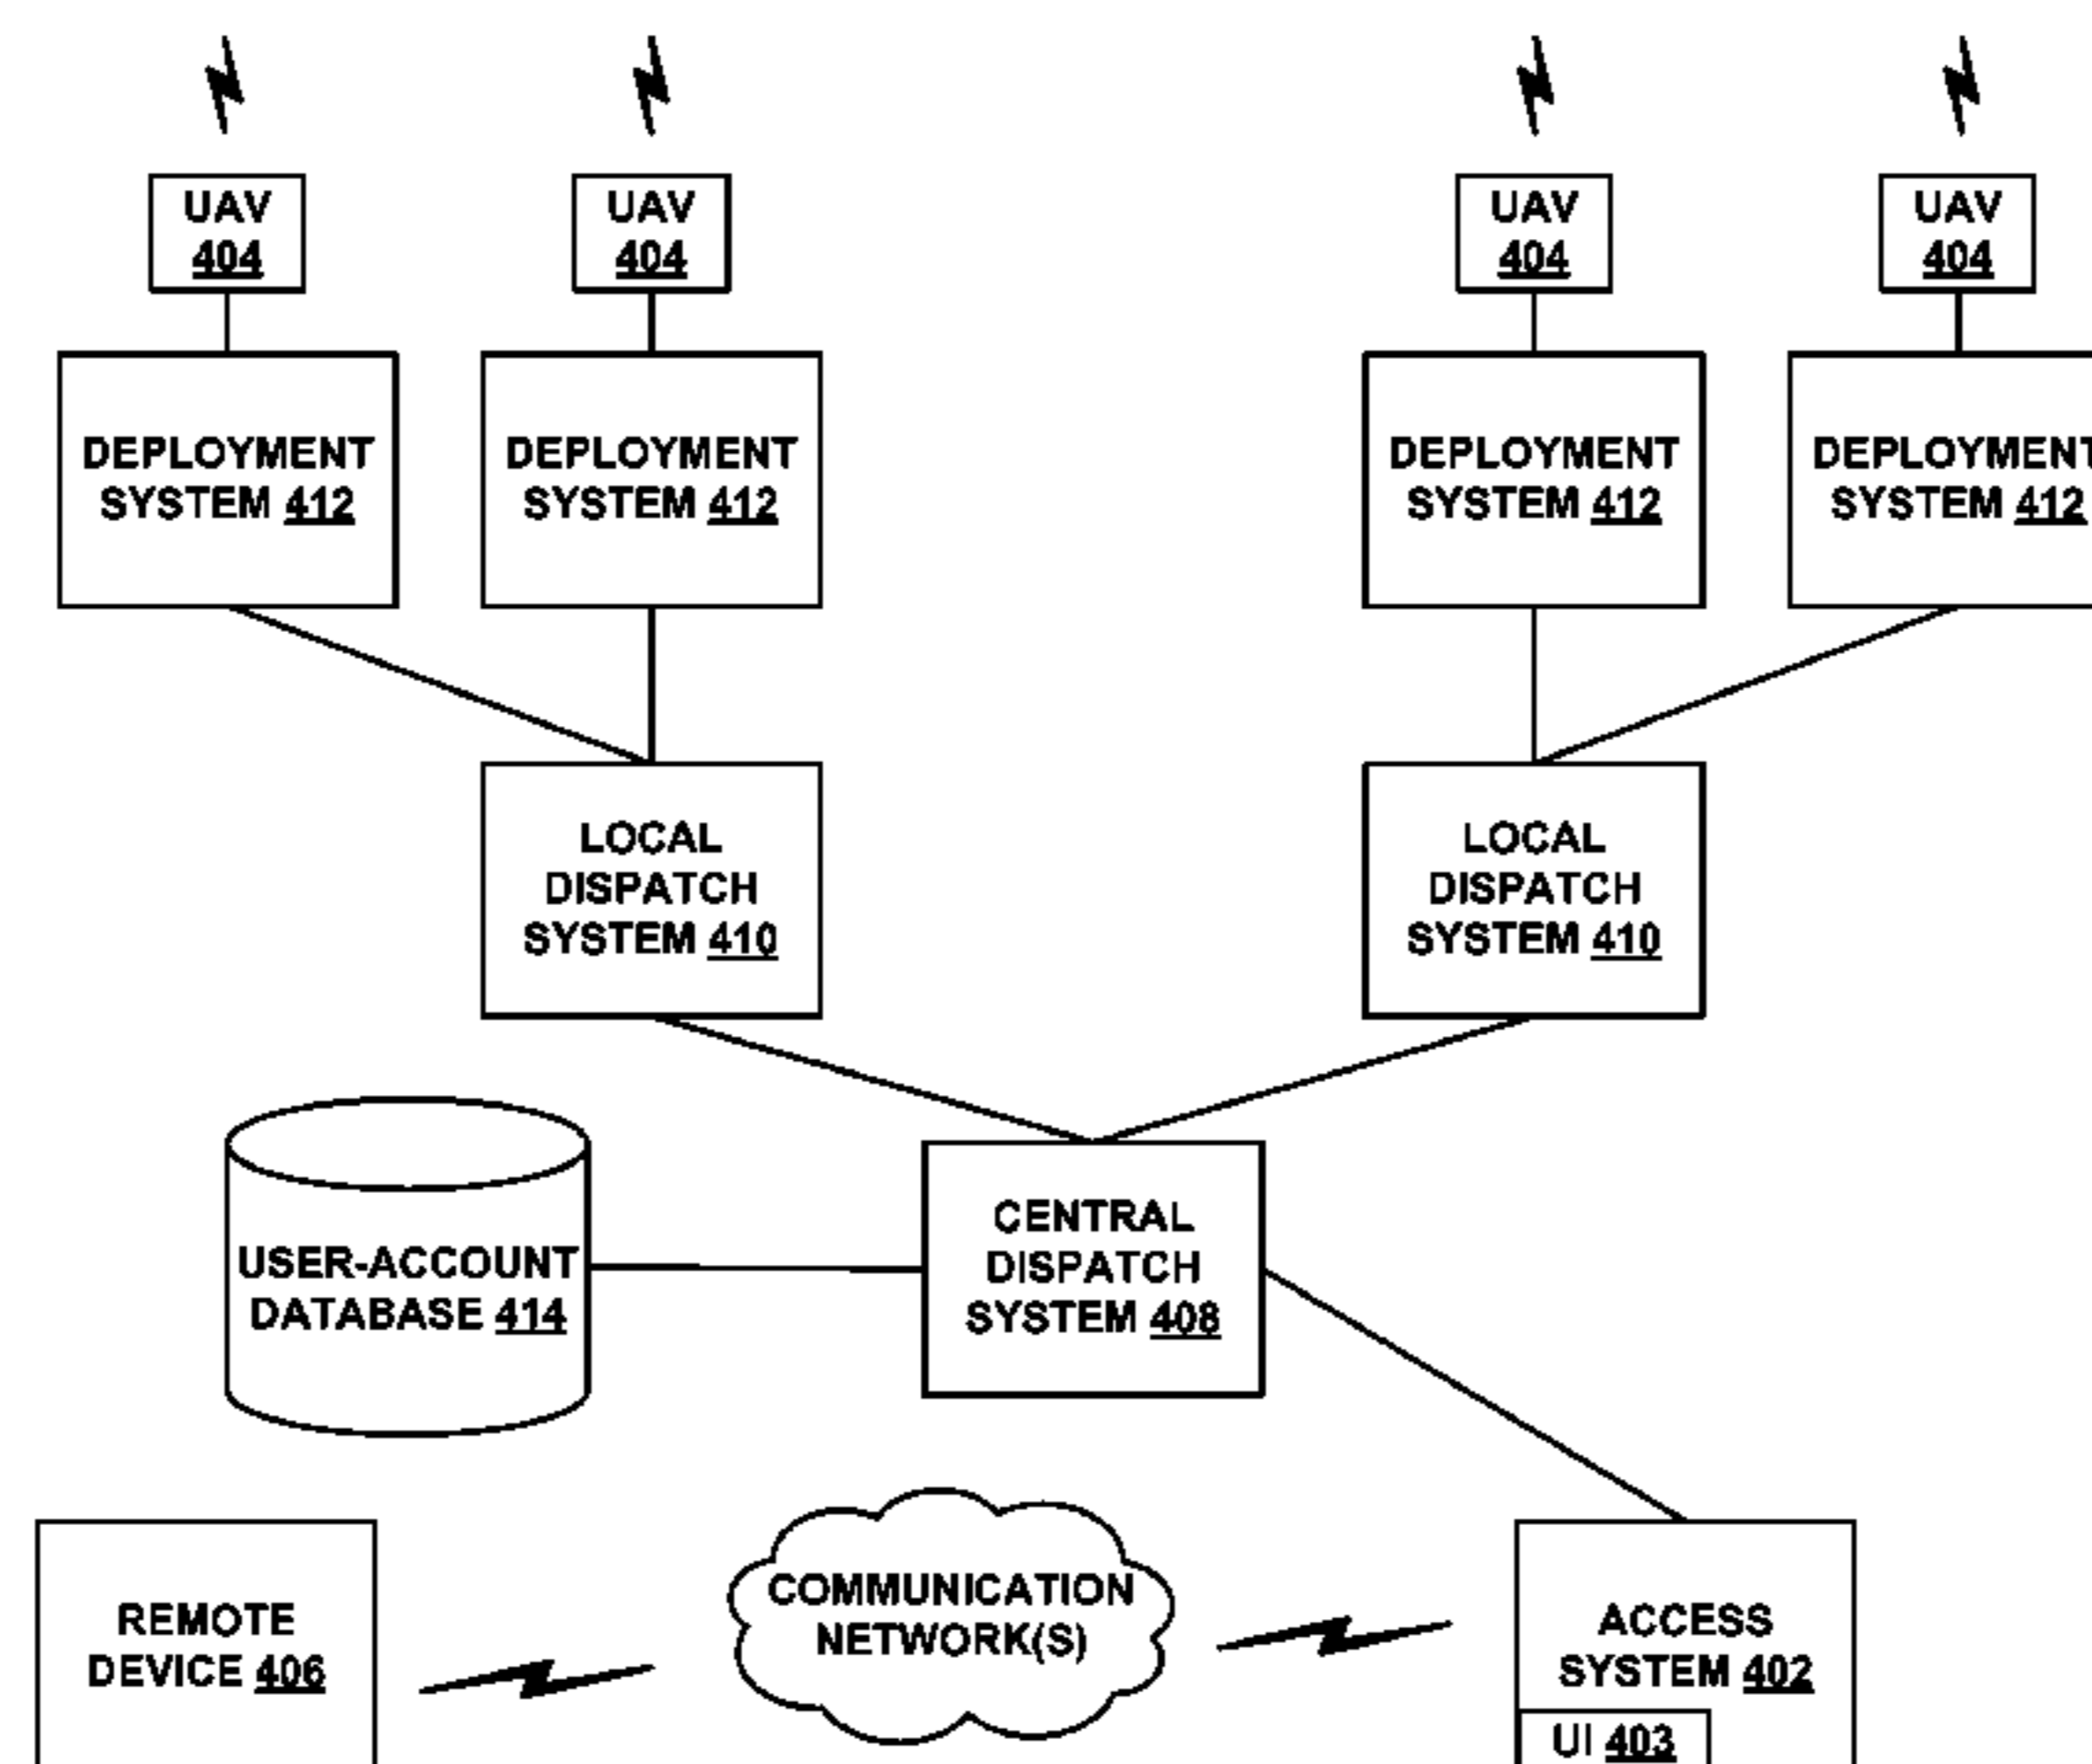 UAV
404
UAV
404
UAV
404
UAV
404
DEPLOYMENT
SYSTEM 412
DEPLOYMENT
SYSTEM 412
DEPLOYMENT
SYSTEM 412
DEPLOYMENT
SYSTEM 412
LOCAL
DISPATCH
SYSTEM 410
LOCAL
DISPATCH
SYSTEM 410
USER-ACCOUNT
DATABASE 414
CENTRAL
DISPATCH
SYSTEM 408
REMOTE
DEVICE 406
COMMUNICATION
NETWORK(S)
ACCESS
SYSTEM 402
UI 403